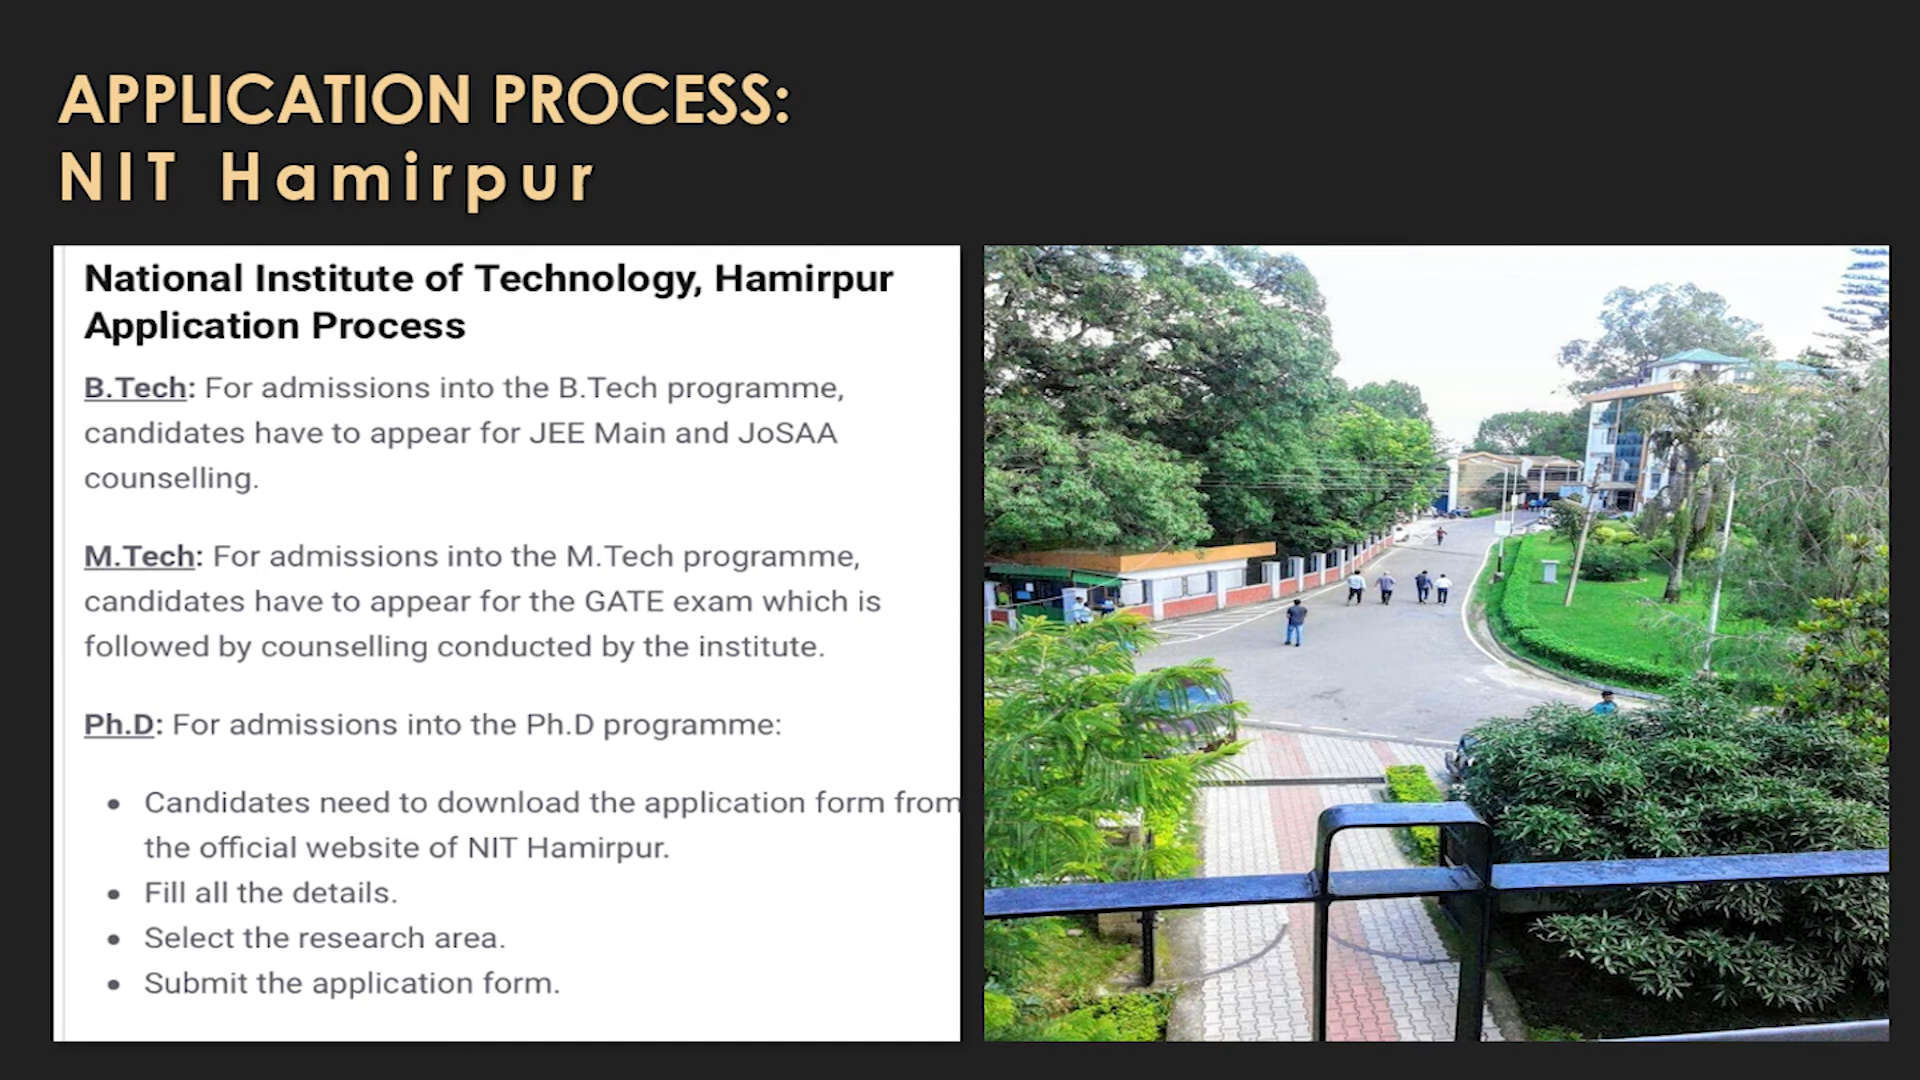 APPLICATION PROCESS:
NIT Hamirpur
National Institute of Technology, Hamirpur
Application Process
B.Tech: For admissions into the B.Tech programme,
candidates have to appear for JEE Main and JoSAA
counselling.
M.Tech: For admissions into the M.Tech programme,
candidates have to appear for the GATE exam which is
followed by counselling conducted by the institute.
Ph.D: For admissions into the Ph.D programme:
• Candidates need to download the application form from
the official website of NIT Hamirpur.
• Fill all the details.
• Select the research area.
• Submit the application form.